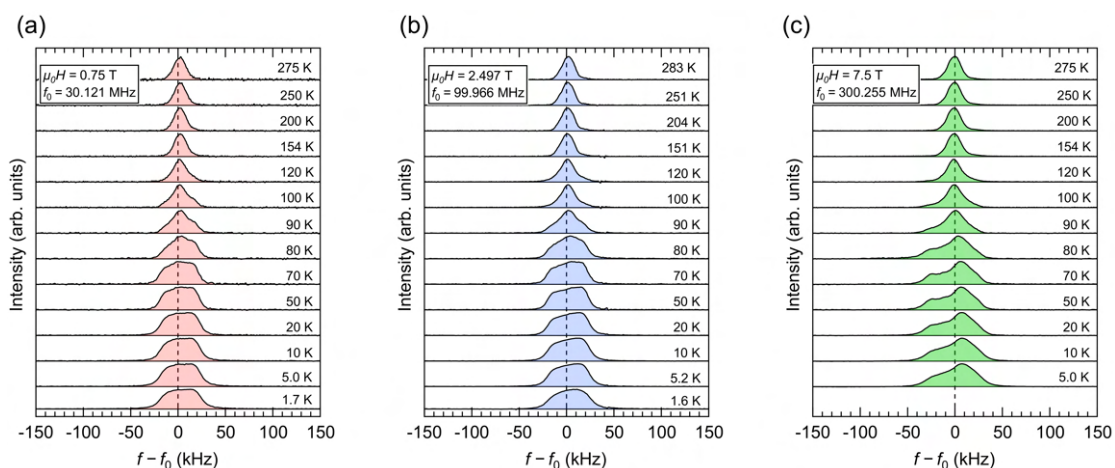 (a)
μ₀H = 0.75 T
f₀ = 30.121 MHz
275 K
250 K
200 K
154 K
120 K
100 K
90 K
80 K
70 K
50 K
20 K
10 K
5.0 K
1.7 K
Intensity (arb. units)
-150 -100 -50 0 50 100 150
f − f₀ (kHz)
(b)
μ₀H = 2.497 T
f₀ = 99.966 MHz
283 K
251 K
204 K
151 K
120 K
100 K
90 K
80 K
70 K
50 K
20 K
10 K
5.2 K
1.6 K
Intensity (arb. units)
-150 -100 -50 0 50 100 150
f − f₀ (kHz)
(c)
μ₀H = 7.5 T
f₀ = 300.255 MHz
275 K
250 K
200 K
154 K
120 K
100 K
90 K
80 K
70 K
50 K
20 K
10 K
5.0 K
Intensity (arb. units)
-150 -100 -50 0 50 100 150
f − f₀ (kHz)